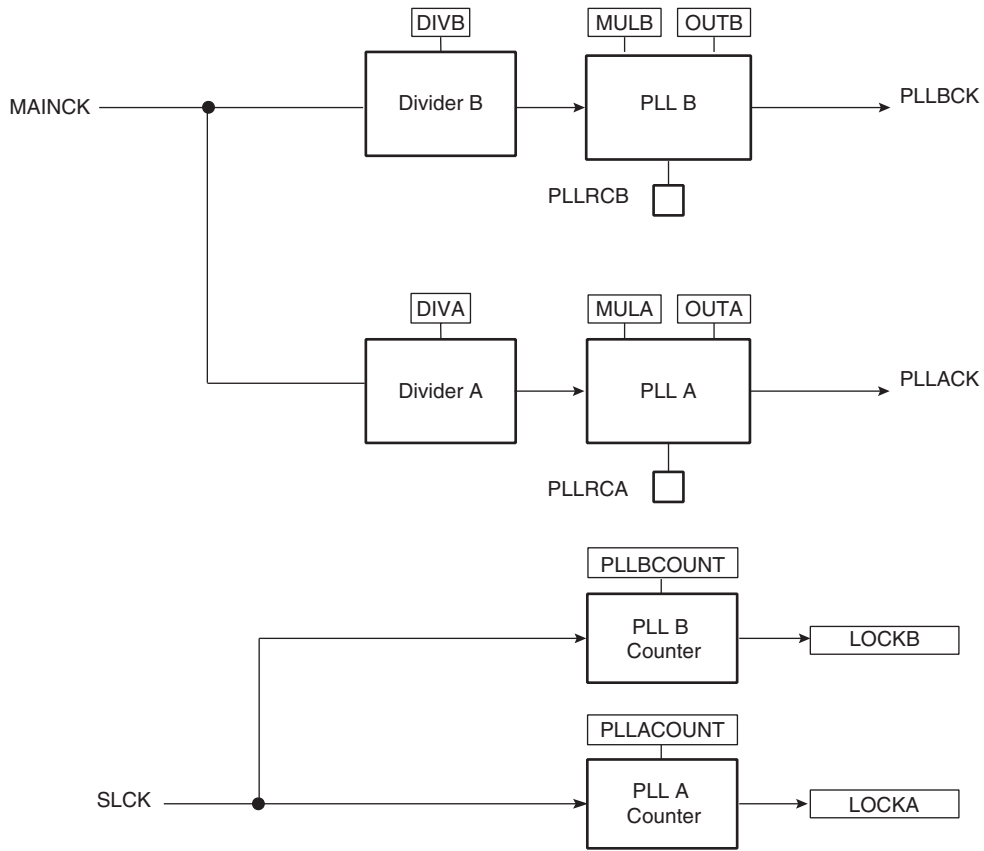 DIVB
MULB
OUTB
MAINCK
Divider B
PLL B
PLLBCK
PLLRCB
DIVA
MULA
OUTA
Divider A
PLL A
PLLACK
PLLRCA
PLLBCOUNT
PLL B
Counter
LOCKB
PLLACOUNT
SLCK
PLL A
Counter
LOCKA